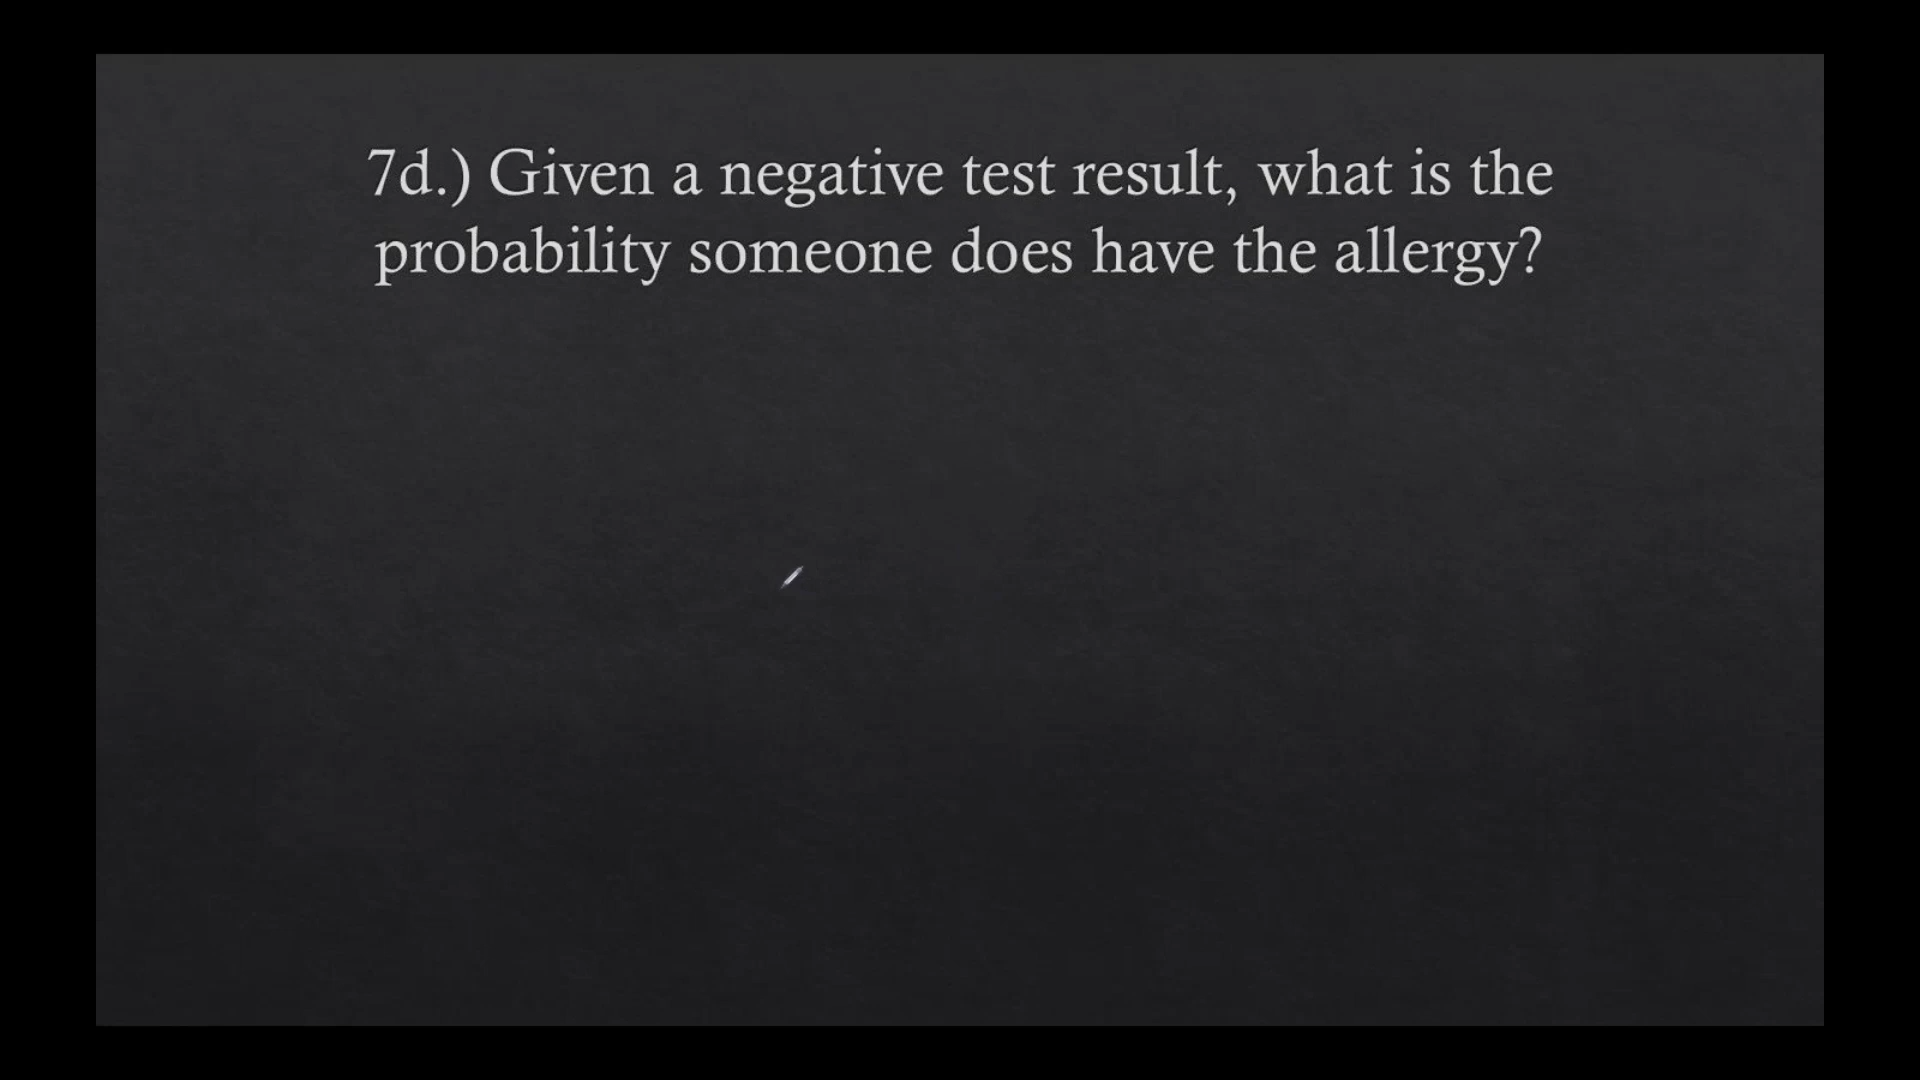 7d.) Given a negative test result, what is the
probability someone does have the allergy?